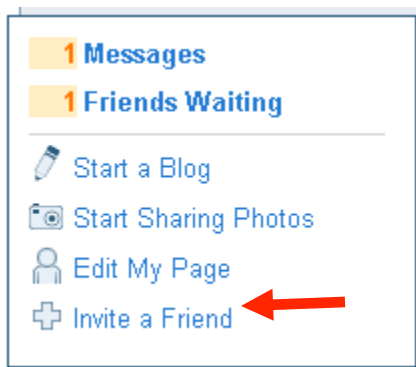 1 Messages
1 Friends Waiting
Start a Blog
Start Sharing Photos
Edit My Page
Invite a Friend